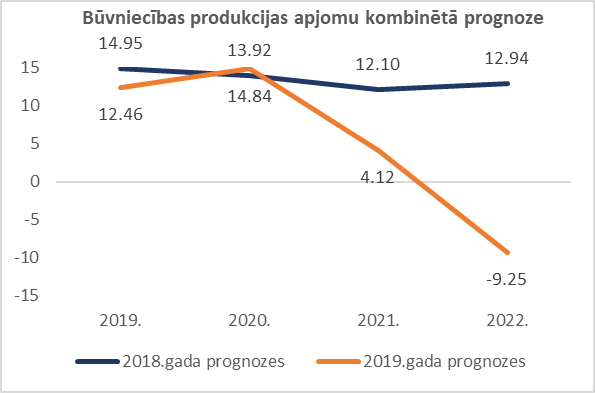 Būvniecības produkcijas apjomu kombinētā prognoze
14.95 13.92 12.10 12.94
15
10
5
0
-5
-10
-15
12.46 14.84 4.12 -9.25
2019. 2020. 2021. 2022.
2018.gada prognozes 2019.gada prognozes